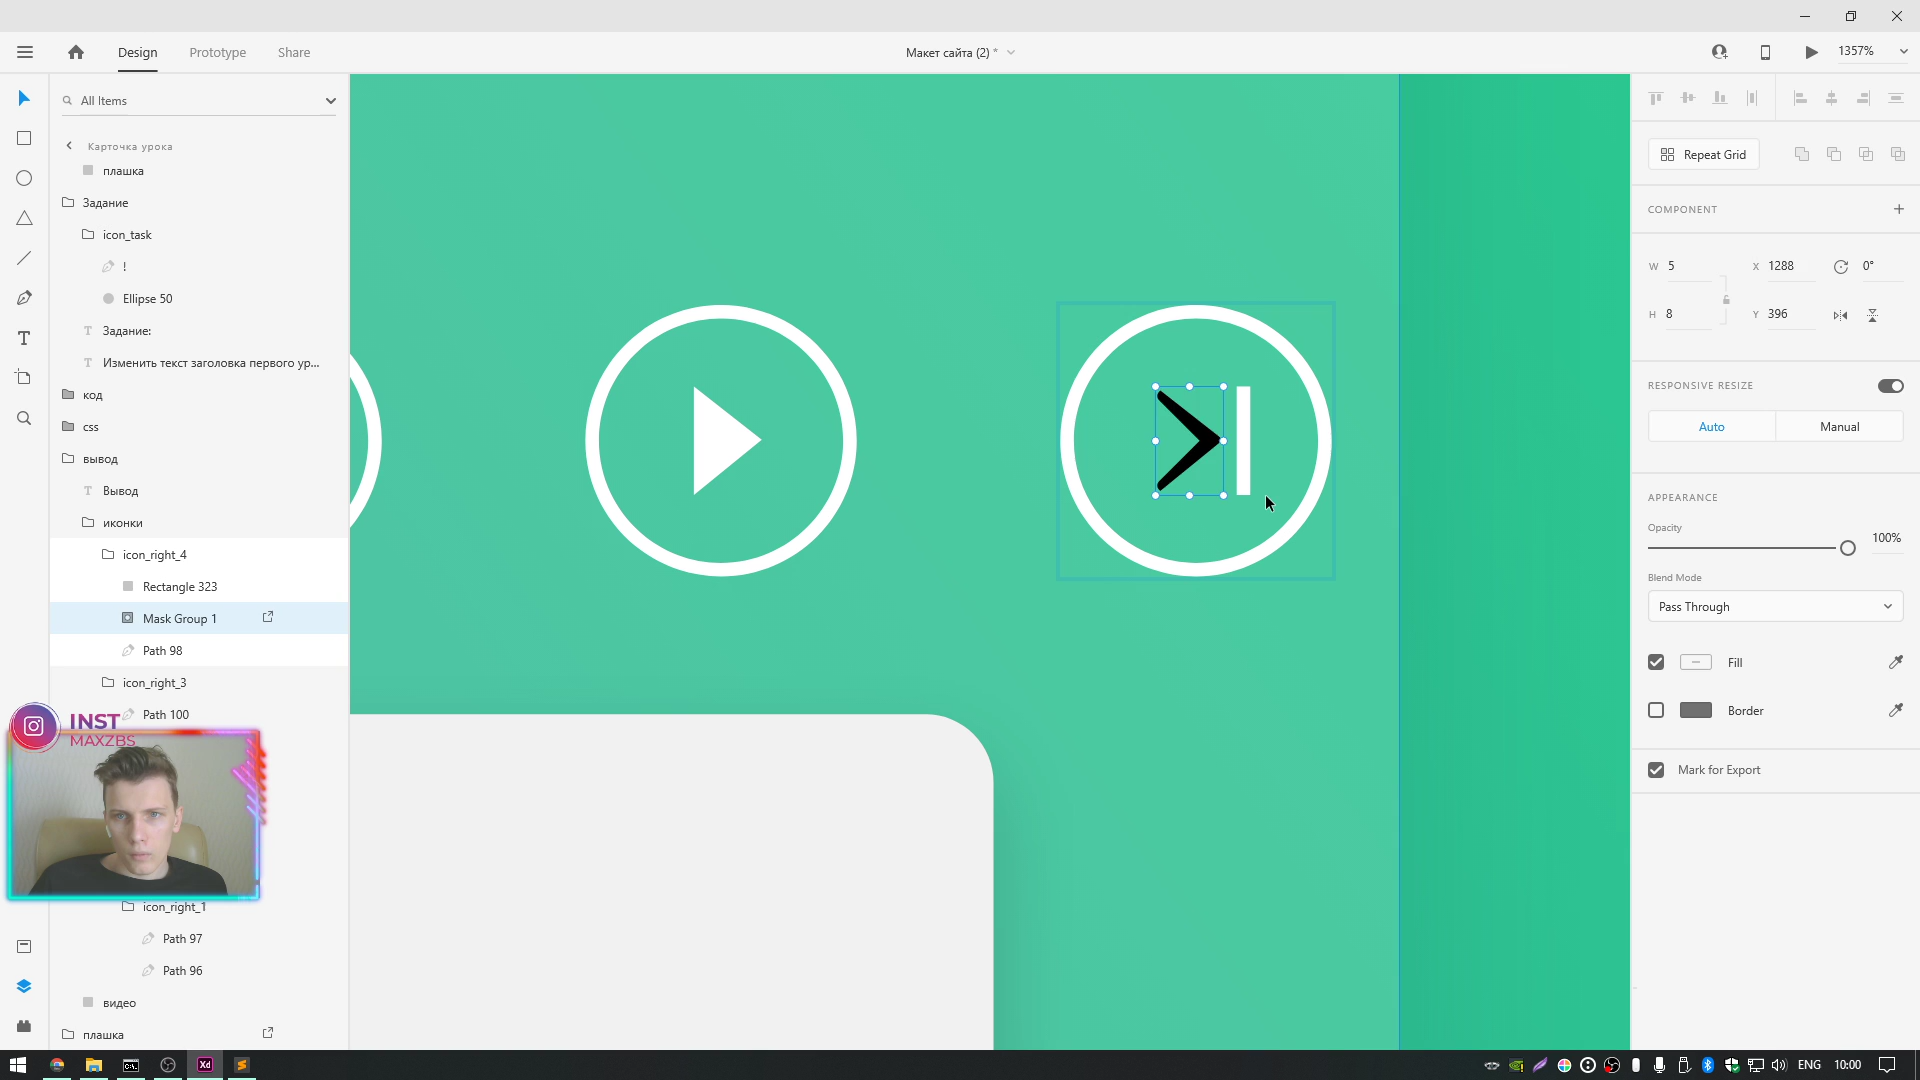 Design
Prototype
Share
Макет сайта (2) *
1357%
All Items
Карточка урока
плашка
Задание
icon_task
!
Ellipse 50
T Задание:
T Изменить текст заголовка первого ур...
код
css
вывод
T Вывод
иконки
icon_right_4
Rectangle 323
Mask Group 1
Path 98
icon_right_3
Path 100
INST
MAXZBS
icon_right_1
Path 97
Path 96
видео
плашка
Repeat Grid
COMPONENT
W 5
X 1288
0°
H 8
Y 396
RESPONSIVE RESIZE
Auto
Manual
APPEARANCE
Opacity
100%
Blend Mode
Pass Through
Fill
Border
Mark for Export
Xd
ENG
10:00